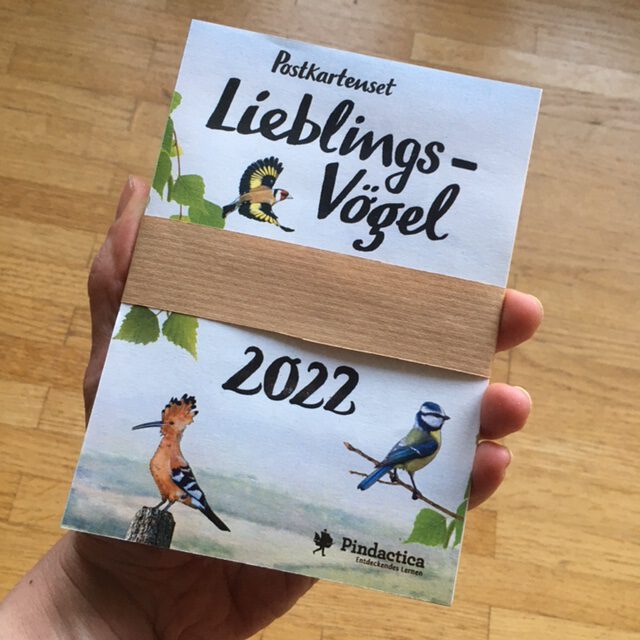 Postkartenset
Lieblings-
Vögel
2022
Pindactica
Entdeckendes Lernen